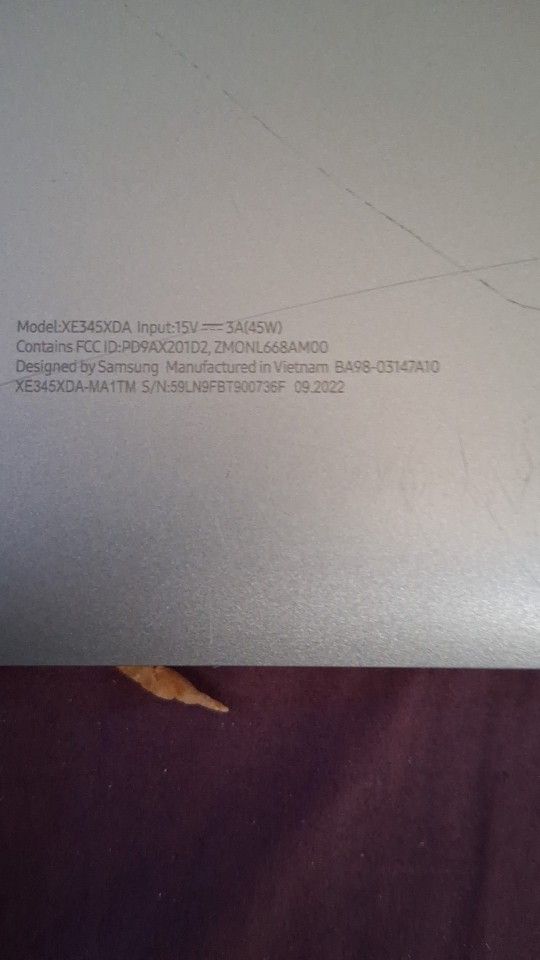 Model:XE345XDA Input:15V ⎓ 3A(45W)
Contains FCC ID:PD9AX201D2, ZMONL668AM00
Designed by Samsung Manufactured in Vietnam BA98-03147A10
XE345XDA-MA1TM S/N:59LN9FBT900736F 09.2022